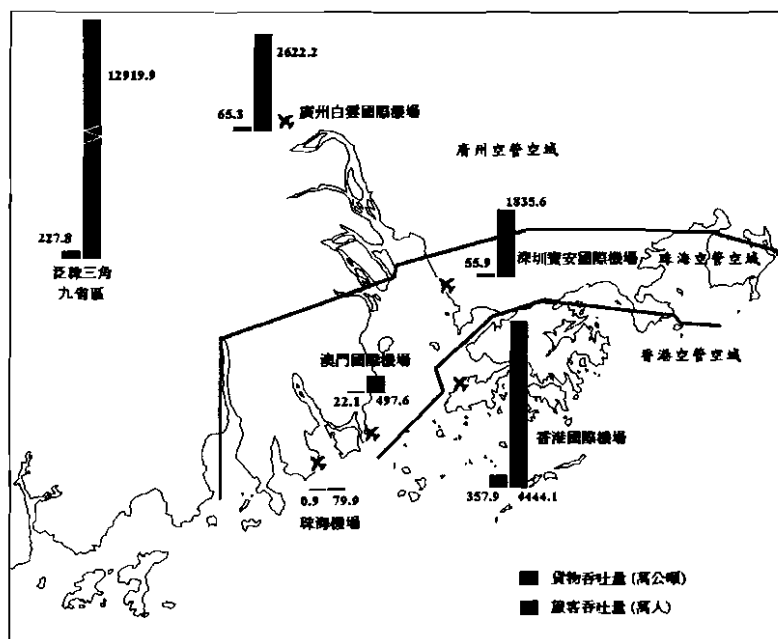 12919.9
2622.2
65.3
廣州白雲國際機場
廣州空管空域
227.8
泛珠三角
九省區
1835.6
55.9
深圳寶安國際機場
珠海空管空域
香港空管空域
澳門國際機場
22.1
497.6
香港國際機場
357.9
4444.1
0.9
79.9
珠海機場
貨物吞吐量 (萬公噸)
旅客吞吐量 (萬人)